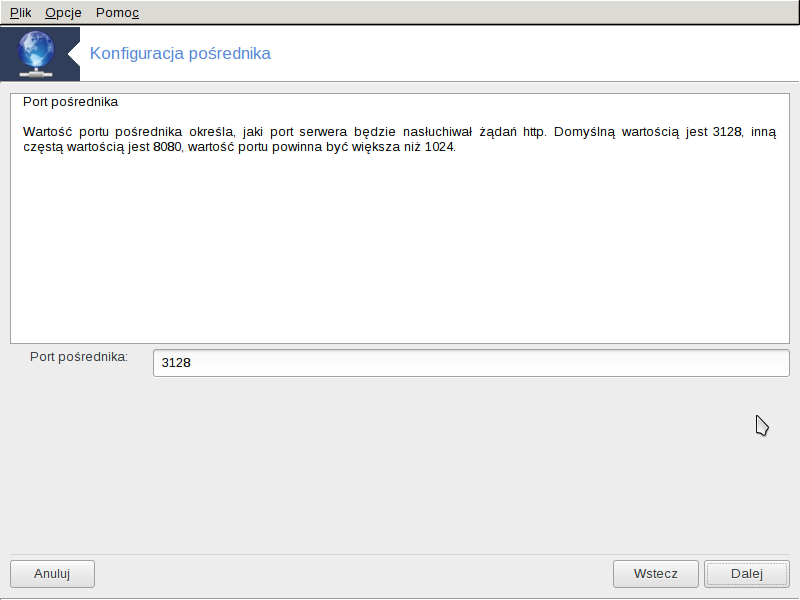 Plik Opcje Pomoc
Konfiguracja pośrednika
Port pośrednika
Wartość portu pośrednika określa, jaki port serwera będzie nasłuchiwał żądań http. Domyślną wartością jest 3128, inną
częstą wartością jest 8080, wartość portu powinna być większa niż 1024.
Port pośrednika: 3128
Anuluj Wstecz Dalej